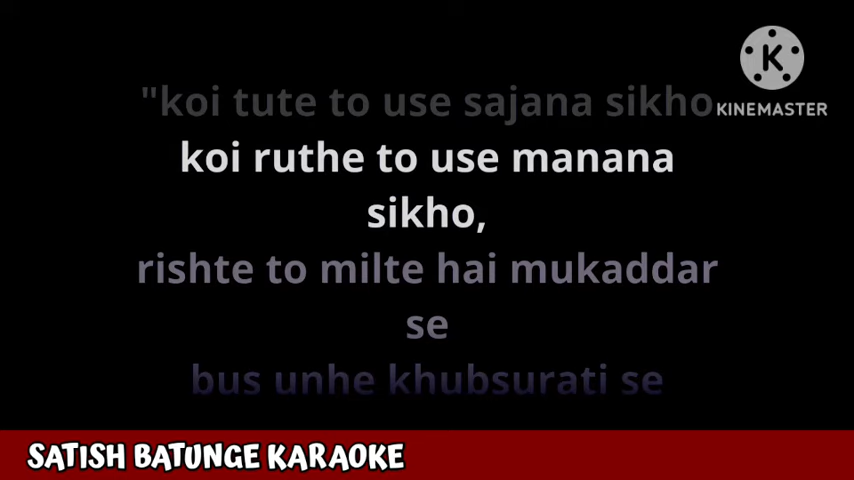 "koi tute to use sajana sikho
koi ruthe to use manana
sikho,
rishte to milte hai mukaddar
se
bus unhe khubsurati se
KINEMASTER
SATISH BATUNGE KARAOKE